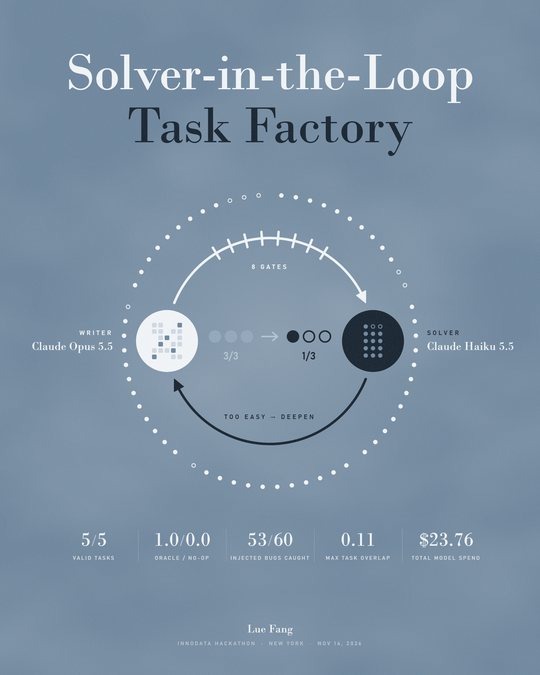 Solver-in-the-Loop
Task Factory
8 GATES
WRITER
Claude Opus 5.5
3/3
1/3
SOLVER
Claude Haiku 5.5
TOO EASY — DEEPEN
5/5
VALID TASKS
1.0/0.0
ORACLE / NO-OP
53/60
INJECTED BUGS CAUGHT
0.11
MAX TASK OVERLAP
$23.76
TOTAL MODEL SPEND
Lue Fang
INNODATA HACKATHON · NEW YORK · NOV 16, 2026